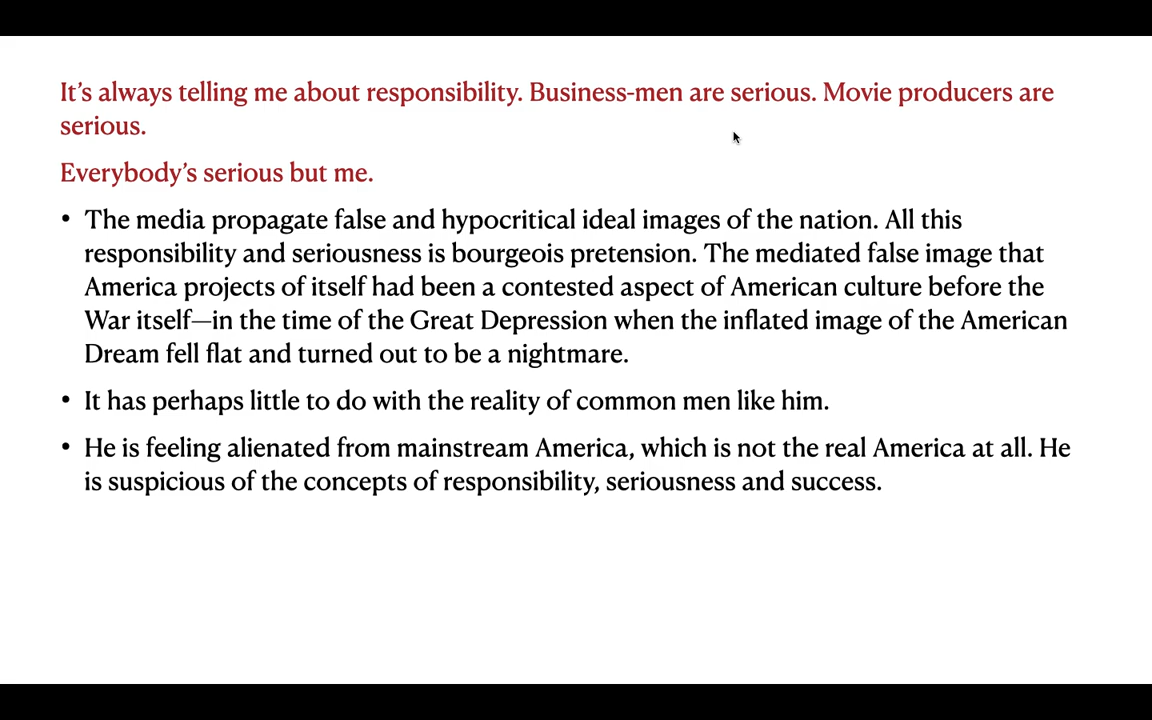 It’s always telling me about responsibility. Business-men are serious. Movie producers are
serious.
Everybody’s serious but me.
• The media propagate false and hypocritical ideal images of the nation. All this
responsibility and seriousness is bourgeois pretension. The mediated false image that
America projects of itself had been a contested aspect of American culture before the
War itself—in the time of the Great Depression when the inflated image of the American
Dream fell flat and turned out to be a nightmare.
• It has perhaps little to do with the reality of common men like him.
• He is feeling alienated from mainstream America, which is not the real America at all. He
is suspicious of the concepts of responsibility, seriousness and success.